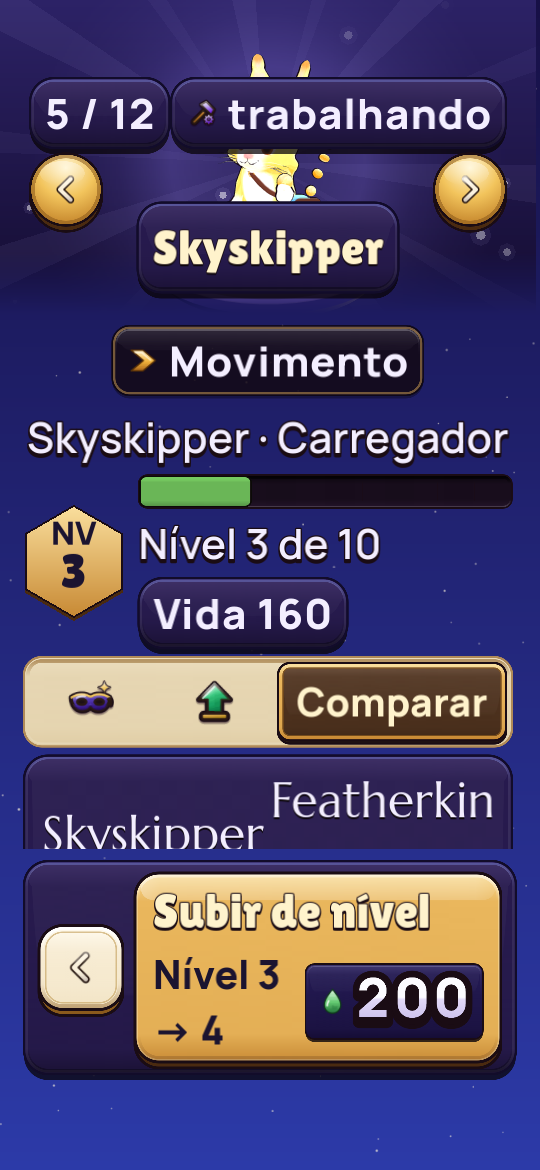 5 / 12
trabalhando
Skyskipper
Movimento
Skyskipper · Carregador
NV
3
Nível 3 de 10
Vida 160
Comparar
Skyskipper
Featherkin
Subir de nível
Nível 3
→ 4
200